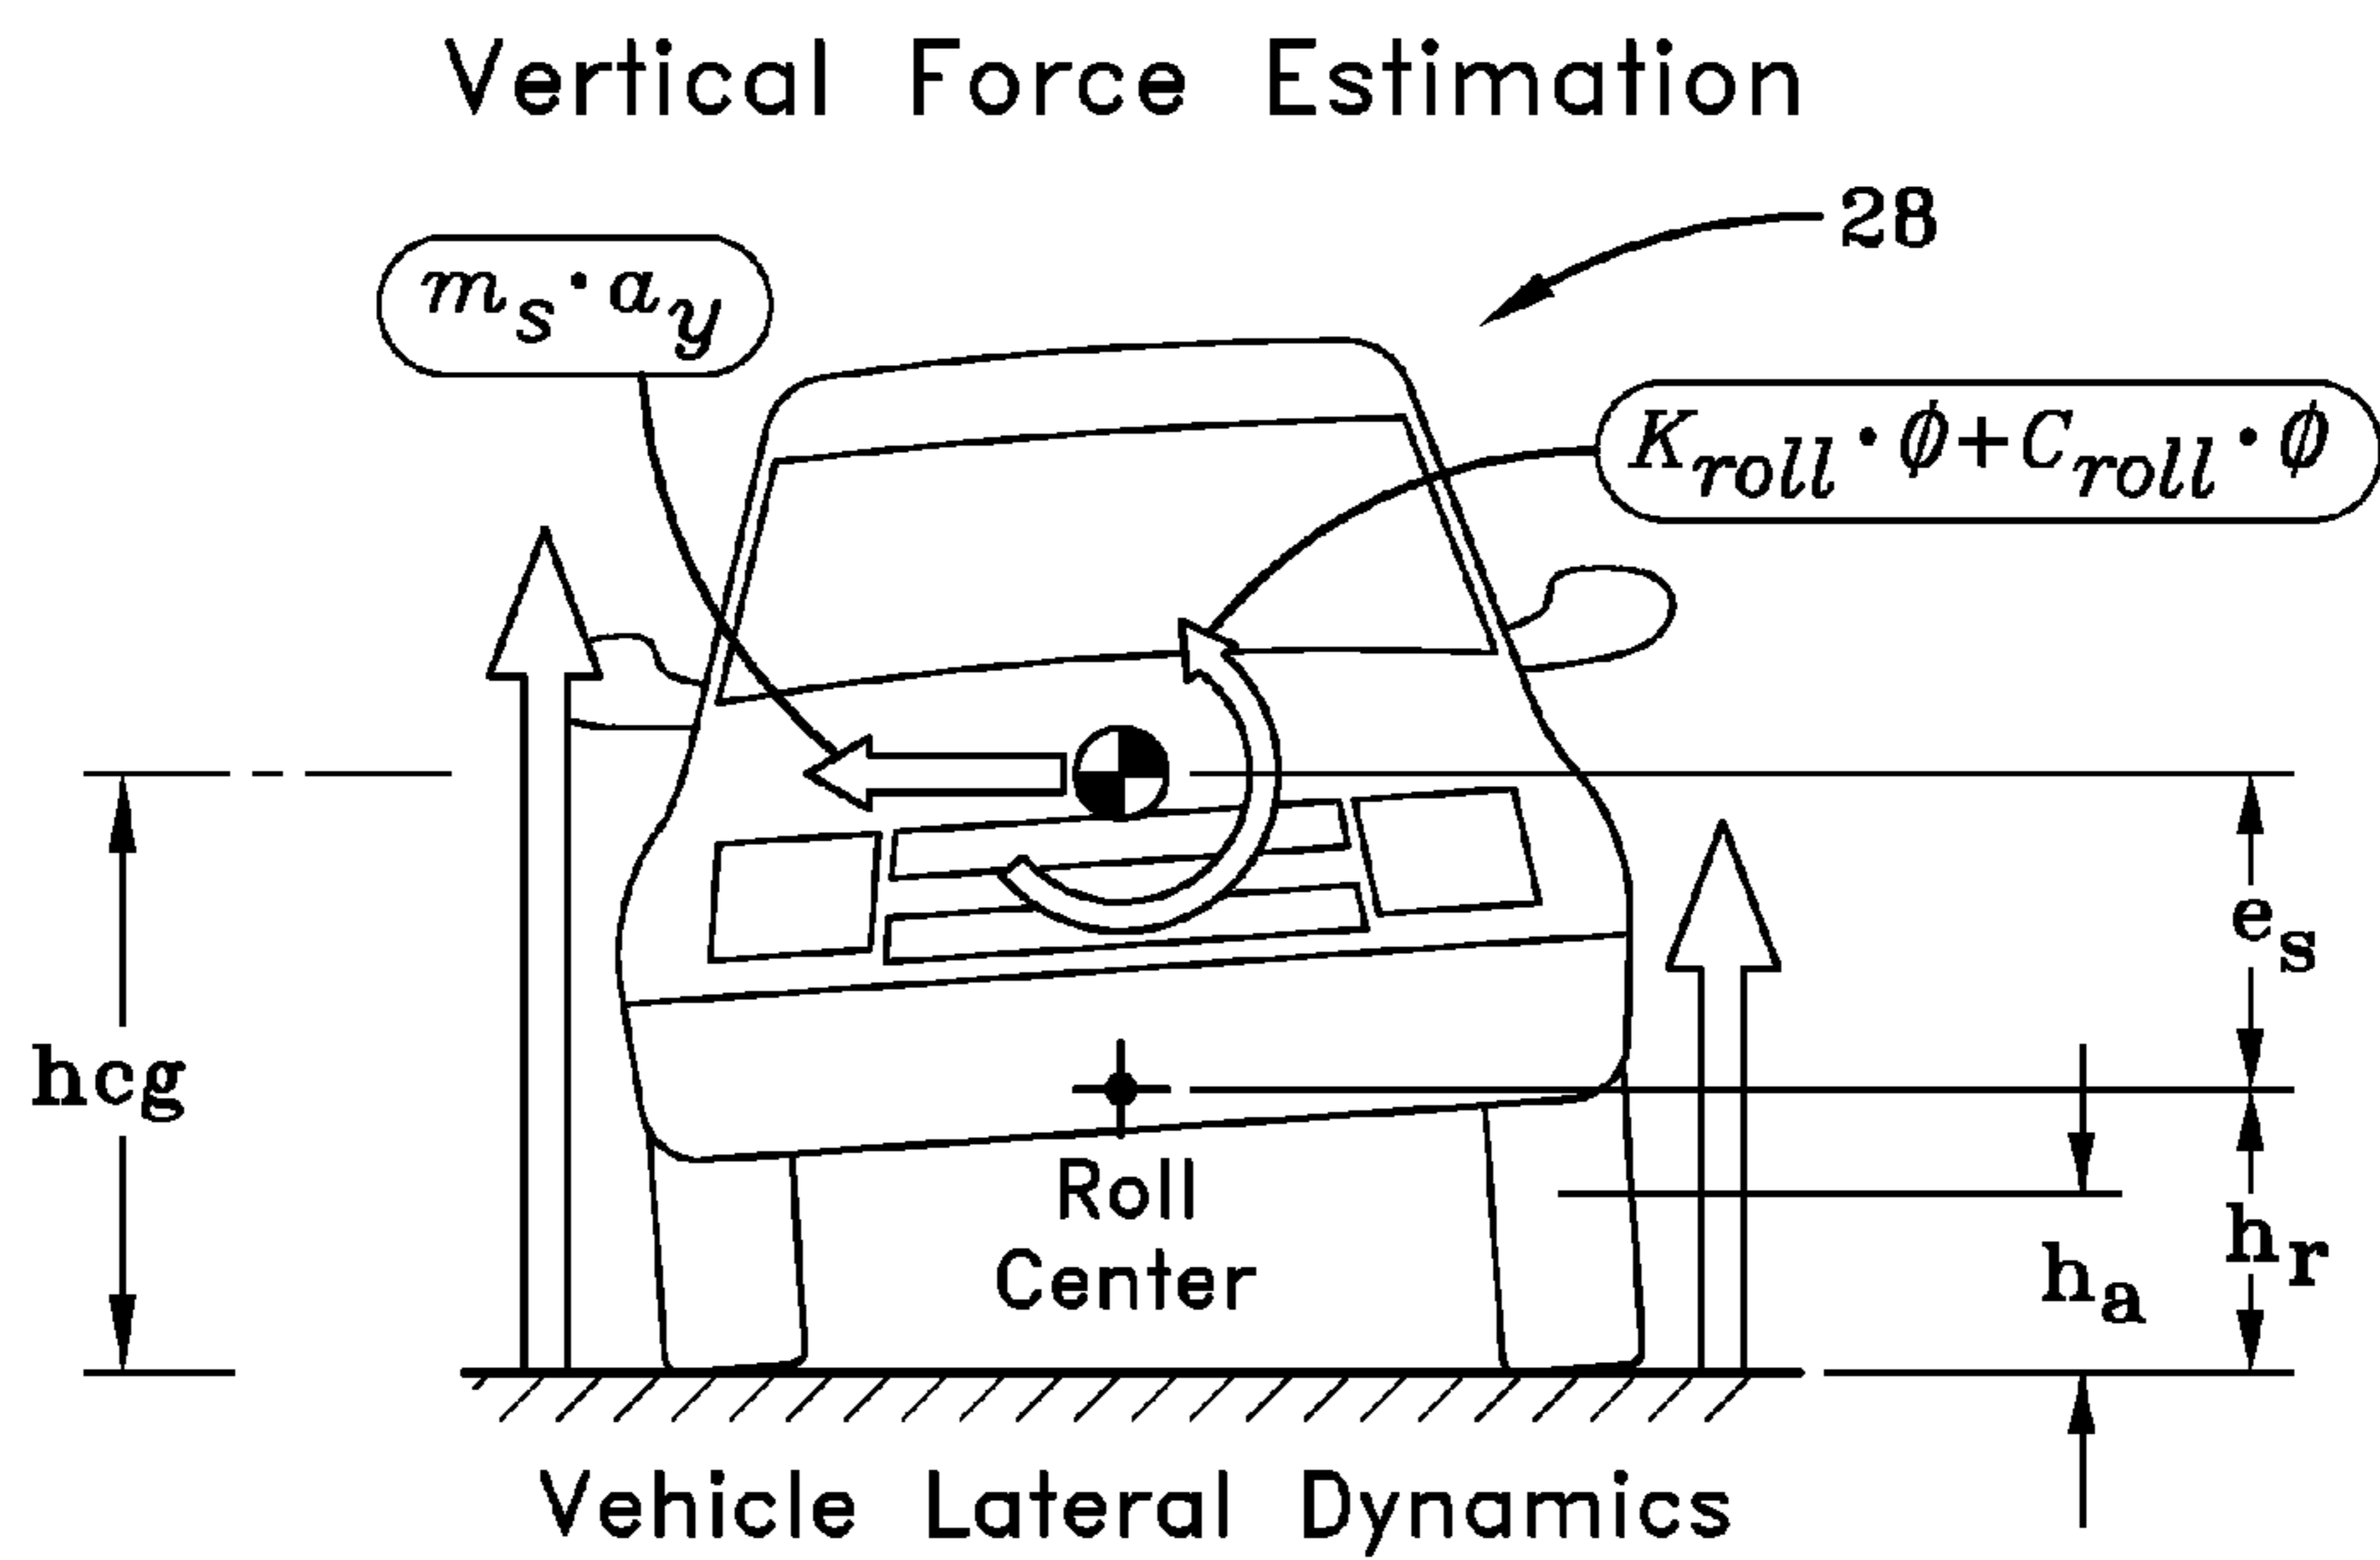 Vertical Force Estimation
28
m_s·a_y
K_roll·ø+C_roll·ø
e_s
hcg
h_r
h_a
Roll
Center
Vehicle Lateral Dynamics